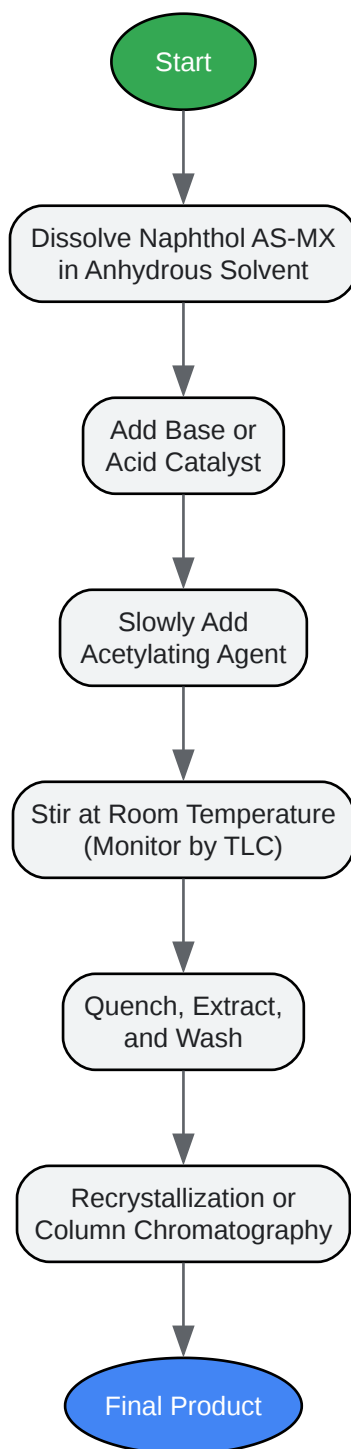 Start
Dissolve Naphthol AS-MX
in Anhydrous Solvent
Add Base or
Acid Catalyst
Slowly Add
Acetylating Agent
Stir at Room Temperature
(Monitor by TLC)
Quench, Extract,
and Wash
Recrystallization or
Column Chromatography
Final Product